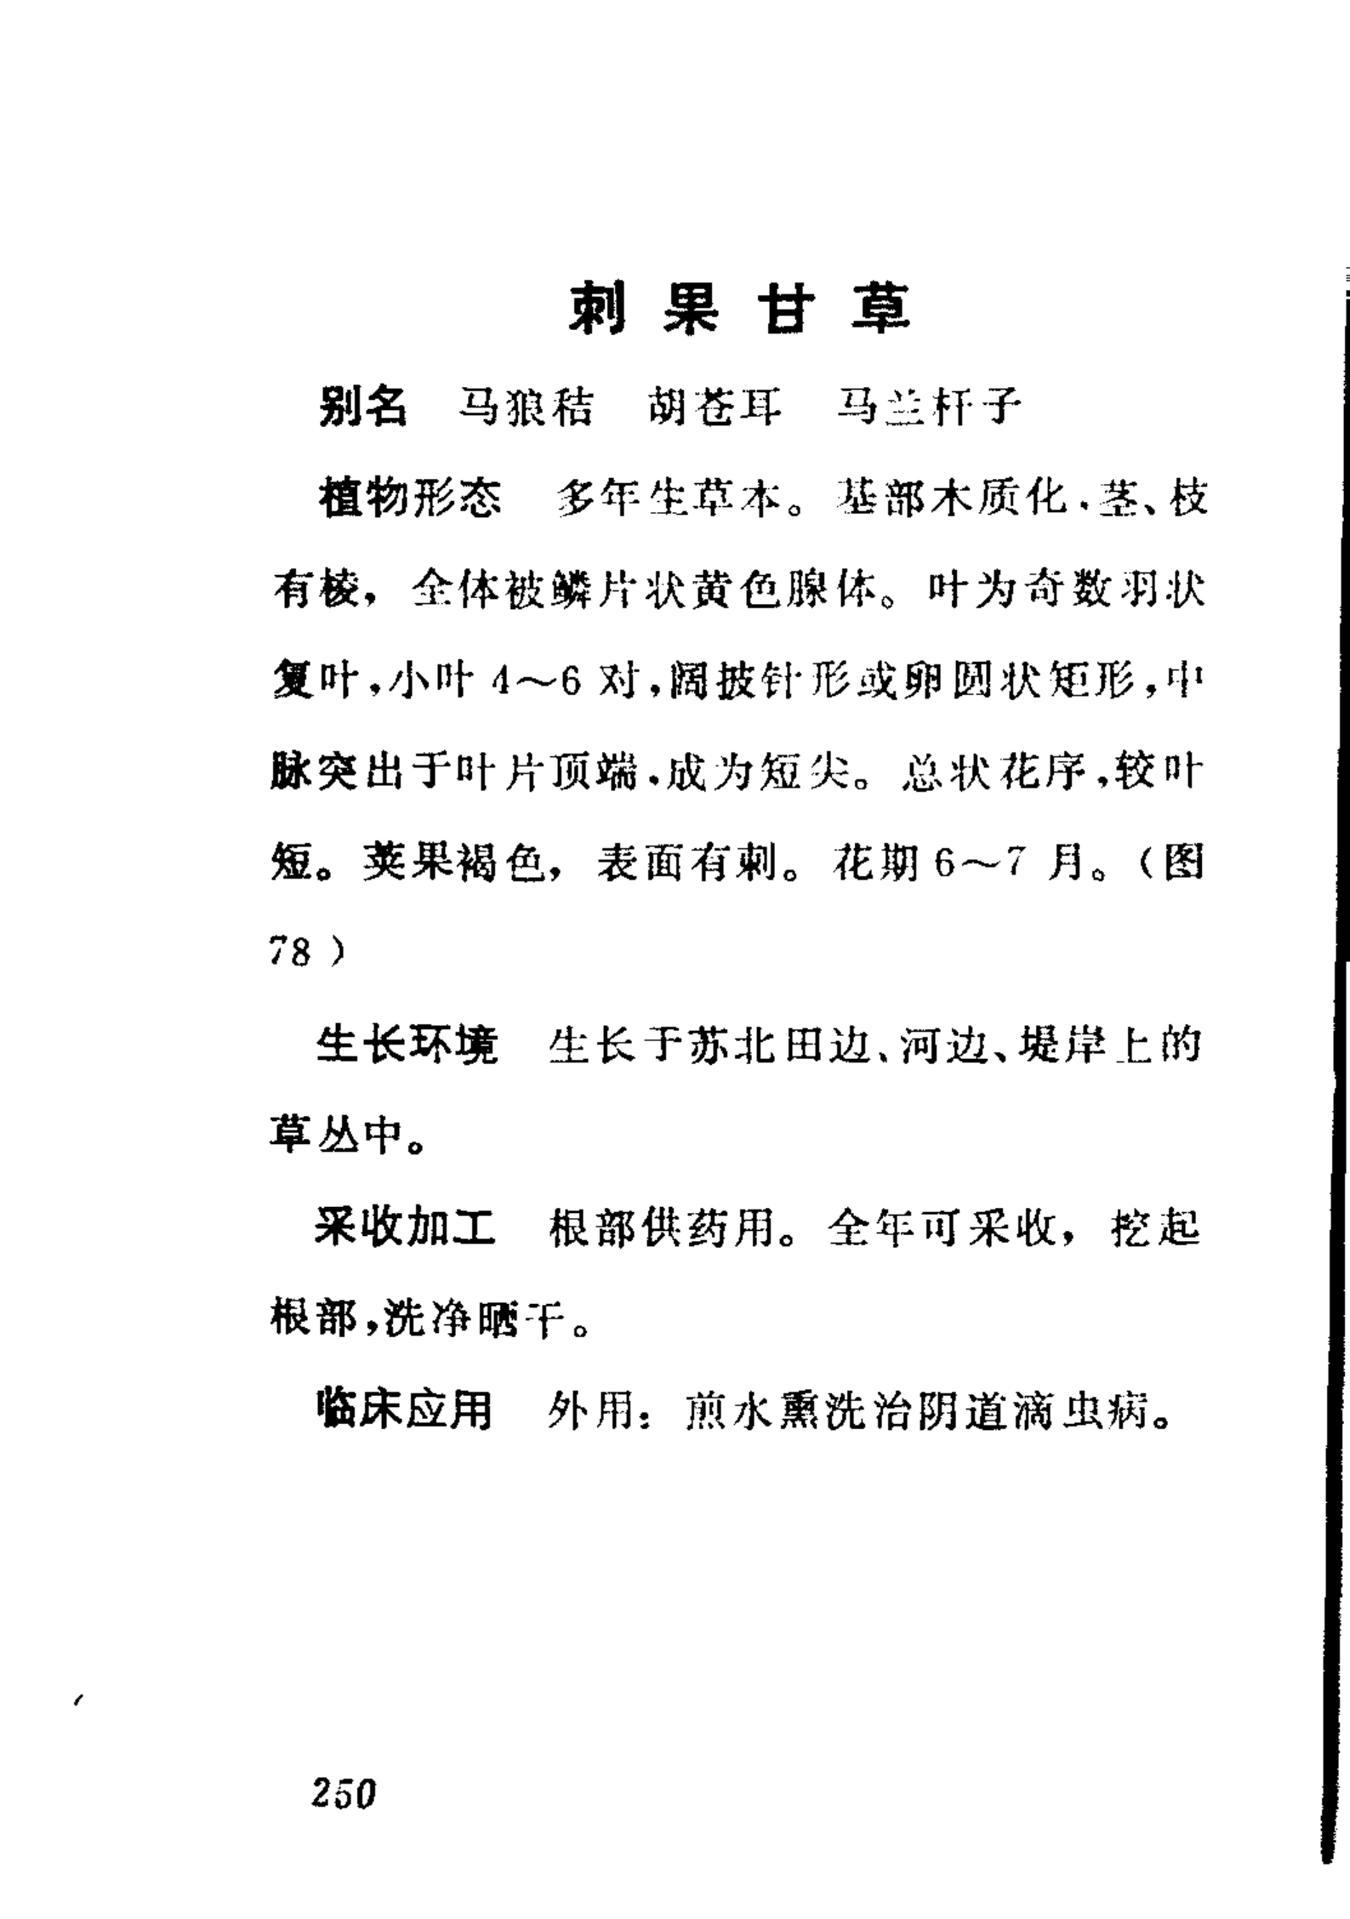 刺果甘草
别名　马狼秸　胡苍耳　马兰杆子
植物形态　多年生草本。基部木质化，茎、枝
有棱，全体被鳞片状黄色腺体。叶为奇数羽状
复叶，小叶4～6对，阔披针形或卵圆状矩形，中
脉突出于叶片顶端，成为短尖。总状花序，较叶
短。荚果褐色，表面有刺。花期6～7月。（图
78）
生长环境　生长于苏北田边、河边、堤岸上的
草丛中。
采收加工　根部供药用。全年可采收，挖起
根部，洗净晒干。
临床应用　外用：煎水熏洗治阴道滴虫病。
250